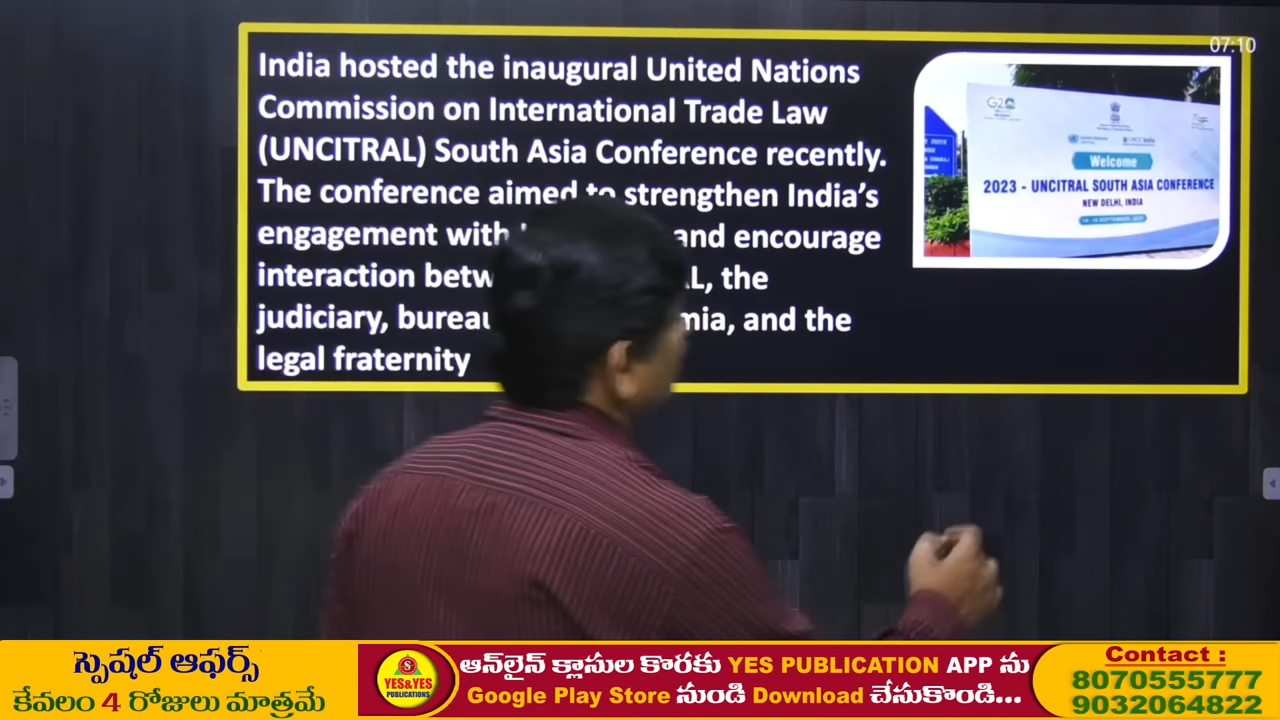 07:10
India hosted the inaugural United Nations
Commission on International Trade Law
(UNCITRAL) South Asia Conference recently.
The conference aimed to strengthen India's
engagement with and encourage
interaction the
judiciary, and the
legal fraternity
G20
Welcome
2023 - UNCITRAL SOUTH ASIA CONFERENCE
NEW DELHI, INDIA
స్పెషల్ ఆఫర్స్
కేవలం 4 రోజులు మాత్రమే
YES&YES
PUBLICATIONS
ఆన్‌లైన్ క్లాసుల కొరకు YES PUBLICATION APP ను
Google Play Store నుండి Download చేసుకొండి...
Contact :
8070555777
9032064822